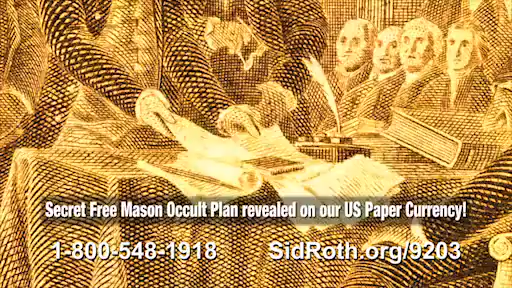 Secret Free Mason Occult Plan revealed on our US Paper Currency!
1-800-548-1918 SidRoth.org/9203